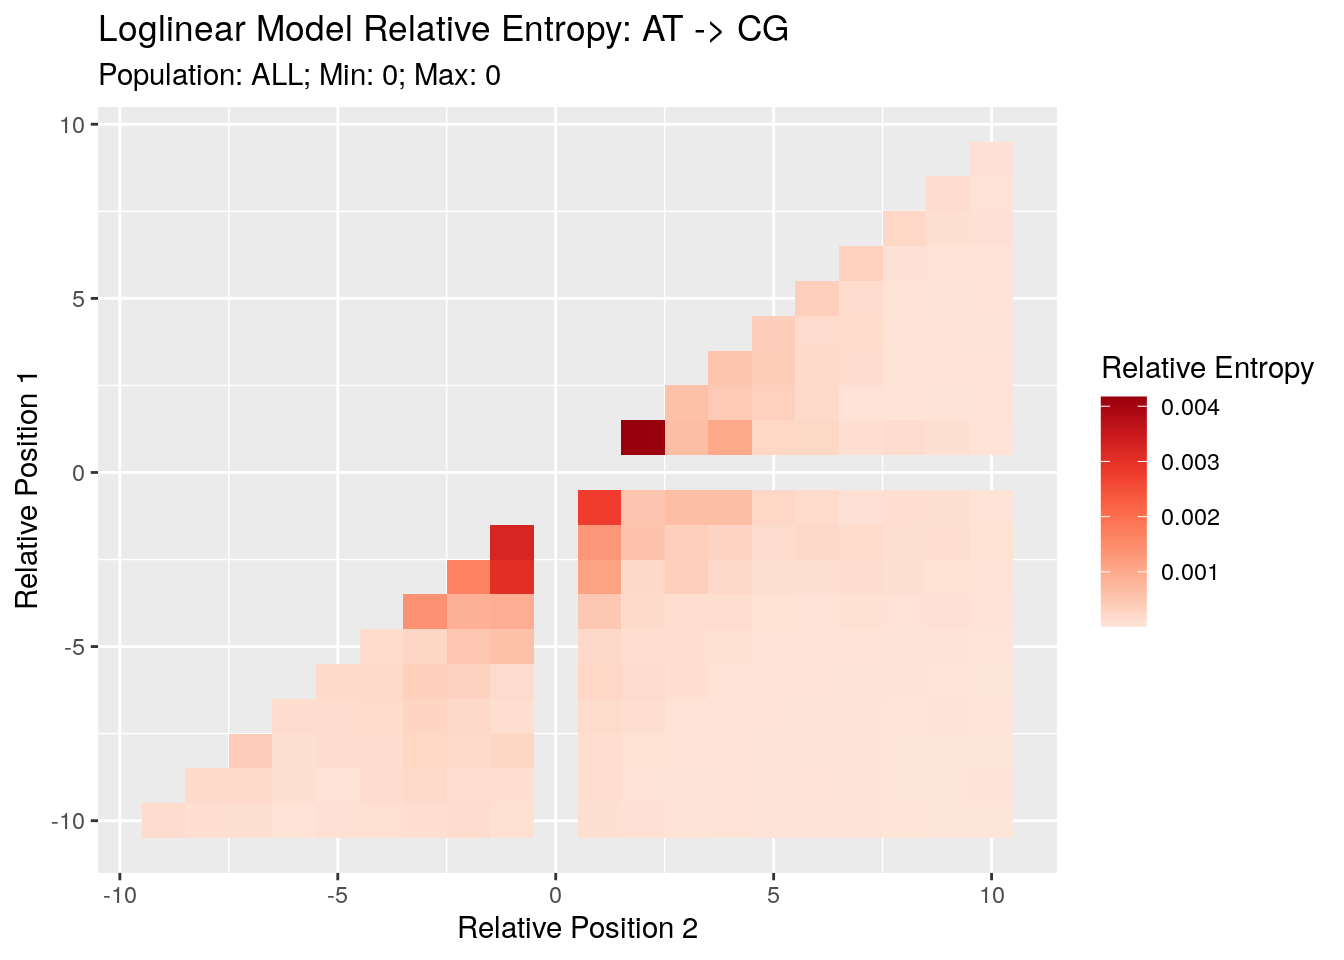 Loglinear Model Relative Entropy: AT -> CG
Population: ALL; Min: 0; Max: 0
10
5
0
-5
-10
Relative Position 1
-10
-5
0
5
10
Relative Position 2
Relative Entropy
0.004
0.003
0.002
0.001